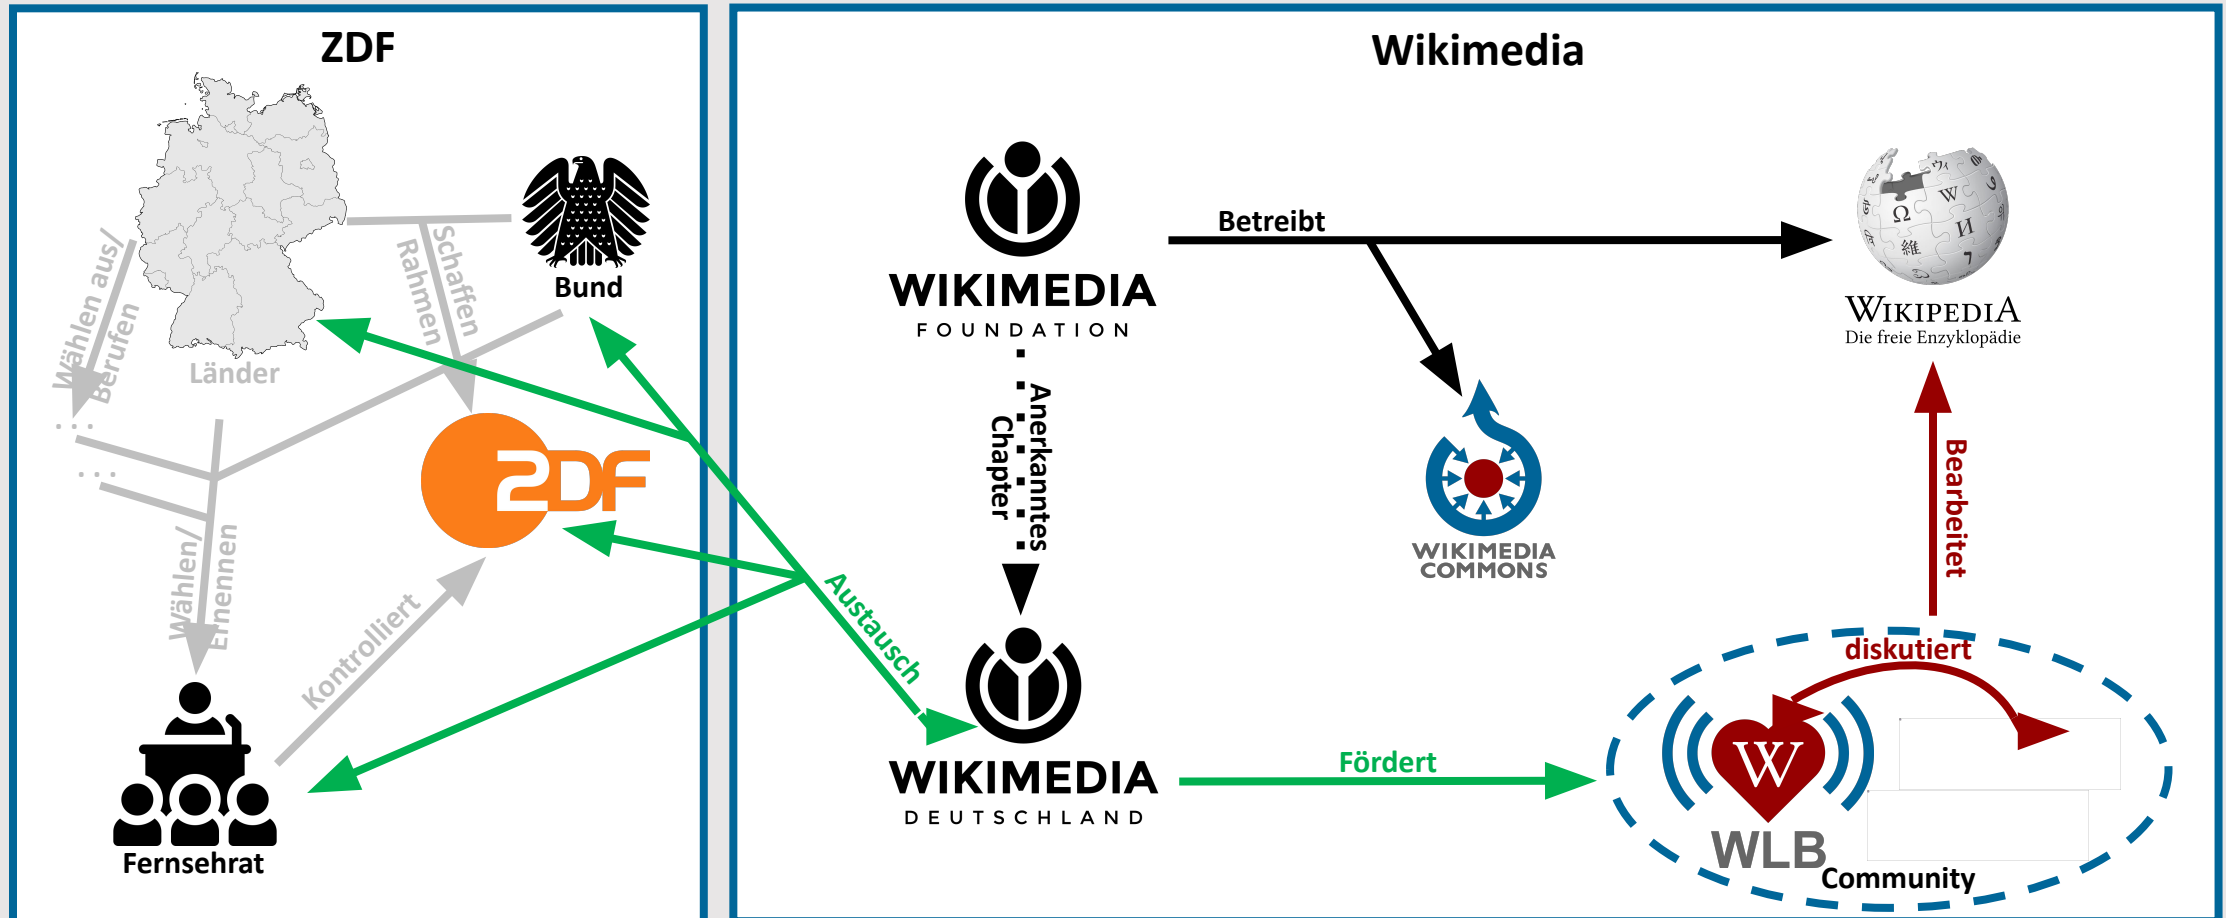 ZDF
Wählen aus/
Berufen
Länder
Schaffen
Rahmen
Bund
...
...
ZDF
Wählen/
Ernennen
Kontrolliert
Fernsehrat
Austausch
Wikimedia
WIKIMEDIA
FOUNDATION
Betreibt
WIKIPEDIA
Die freie Enzyklopädie
Anerkanntes
Chapter
WIKIMEDIA
COMMONS
Bearbeitet
WIKIMEDIA
DEUTSCHLAND
Fördert
diskutiert
W
WLB
Community